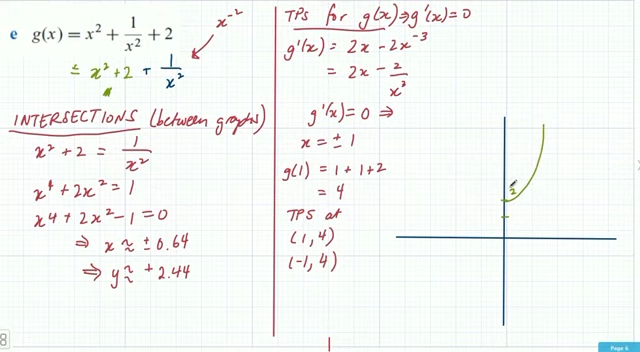 x⁻²
e g(x) = x² + 1/x² + 2
= x² + 2 + 1/x²
INTERSECTIONS (between graphs)
x² + 2 = 1/x²
x⁴ + 2x² = 1
x⁴ + 2x² - 1 = 0
⇒ x ≈ ± 0.64
⇒ y ≈ + 2.44
TPS for g(x) ⇒ g'(x) = 0
g'(x) = 2x - 2x⁻³
= 2x - 2/x³
g'(x) = 0 ⇒
x = ± 1
g(1) = 1 + 1 + 2
= 4
TPS at
(1, 4)
(-1, 4)
2
8
Page 6